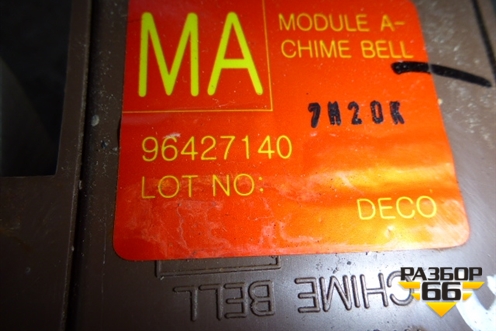 MA
MODULE A-
CHIME BELL
7M20K
96427140
LOT NO:
DECO
CHIME BELL
РАЗБОР
66